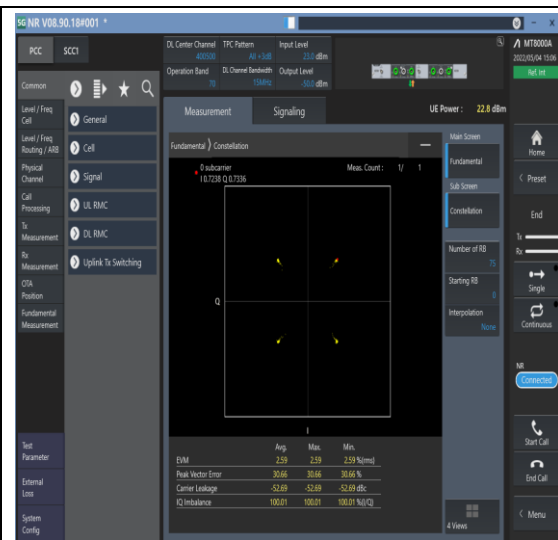 5G NR V08.90.18#001 *
PCC SCC1
DL Center Channel TPC Pattern Input Level
400500 All +3dB 23.0 dBm
Operation Band DL Channel Bandwidth Output Level
70 15MHz -50.0 dBm
MT8000A
2022/05/04 15:06
Ref. Int
Common
Level / Freq
Cell
Level / Freq
Routing / ARB
Physical
Channel
Call
Processing
Tx
Measurement
Rx
Measurement
OTA
Position
Fundamental
Measurement
Test
Parameter
External
Loss
System
Config
General
Cell
Signal
UL RMC
DL RMC
Uplink Tx Switching
Measurement Signaling UE Power : 22.8 dBm
Fundamental Constellation
0 subcarrier Meas. Count : 1/ 1
I 0.7238 Q 0.7336
Q
I
Avg. Max. Min.
EVM 2.59 2.59 2.59 %(rms)
Peak Vector Error 30.66 30.66 30.66 %
Carrier Leakage -52.69 -52.69 -52.69 dBc
IQ Imbalance 100.01 100.01 100.01 %(I/Q)
Main Screen
Fundamental
Sub Screen
Constellation
Number of RB
75
Starting RB
0
Interpolation
None
4 Views
Home
Preset
End
Tx
Rx
Single
Continuous
NR
Connected
Start Call
End Call
Menu